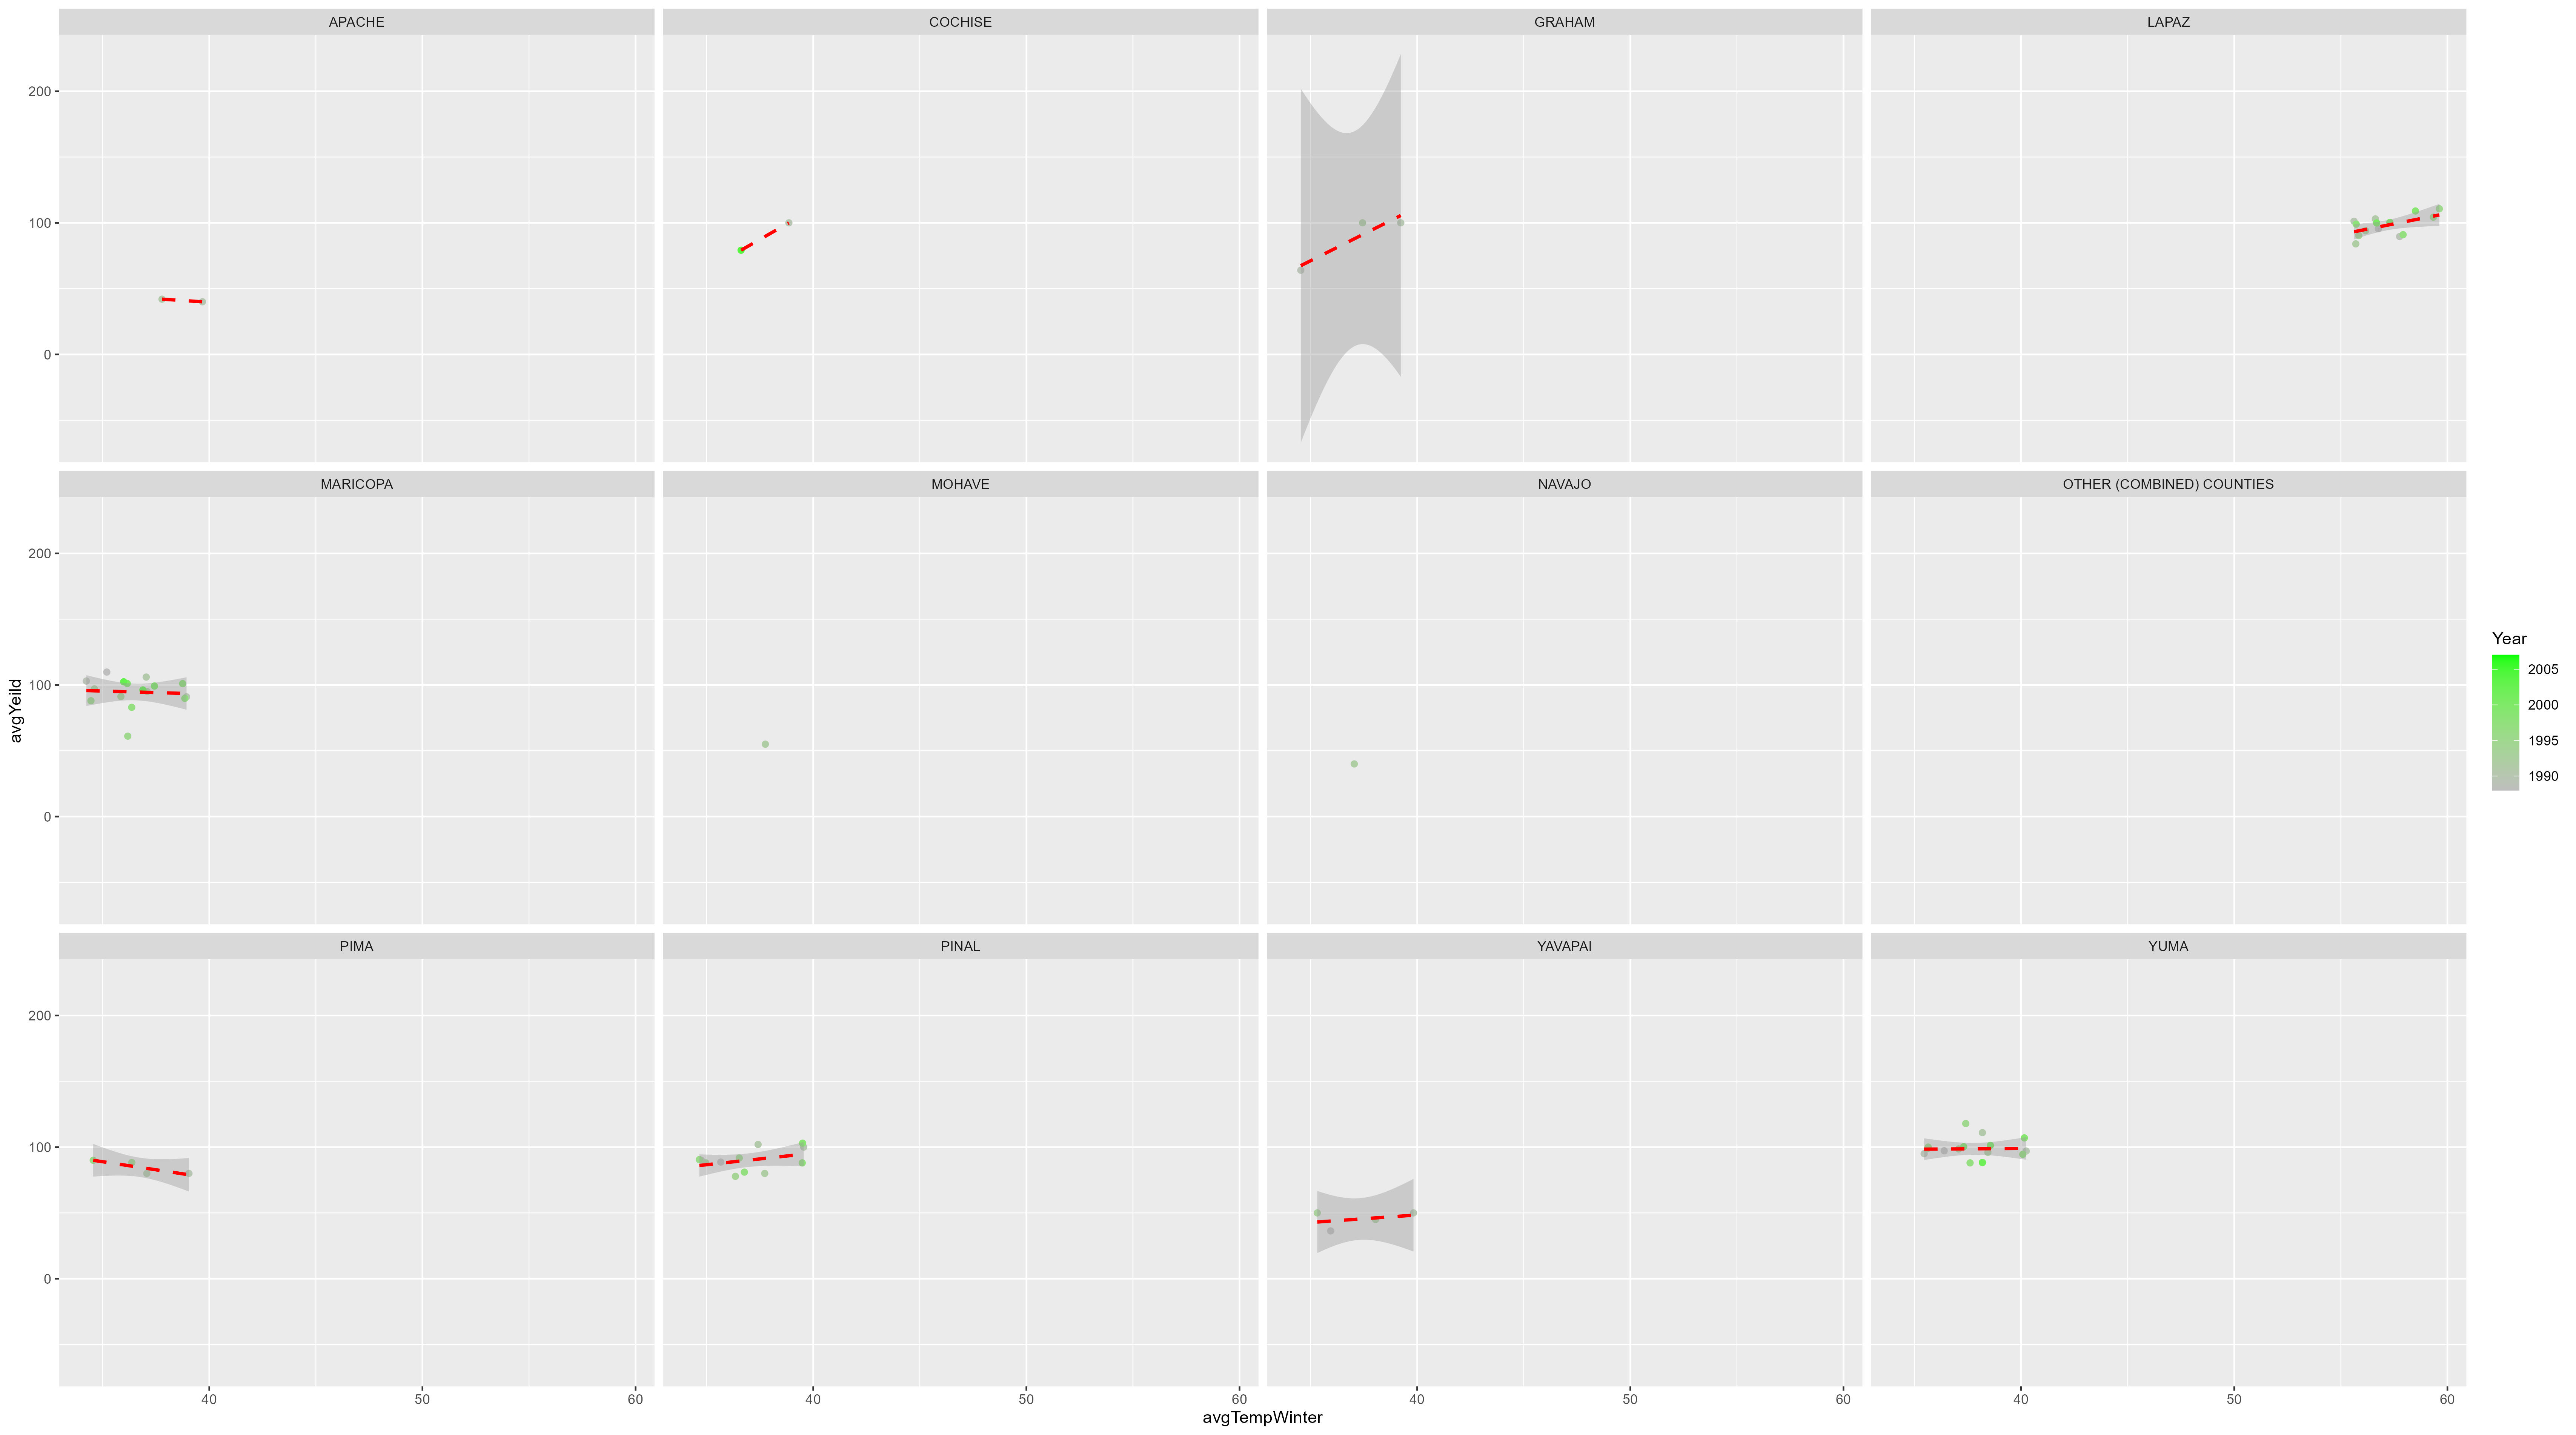 APACHE COCHISE GRAHAM LAPAZ
200
100
0
MARICOPA MOHAVE NAVAJO OTHER (COMBINED) COUNTIES
200
100
0
avgYeild
Year
2005
2000
1995
1990
PIMA PINAL YAVAPAI YUMA
200
100
0
40 50 60 40 50 60 40 50 60 40 50 60
avgTempWinter